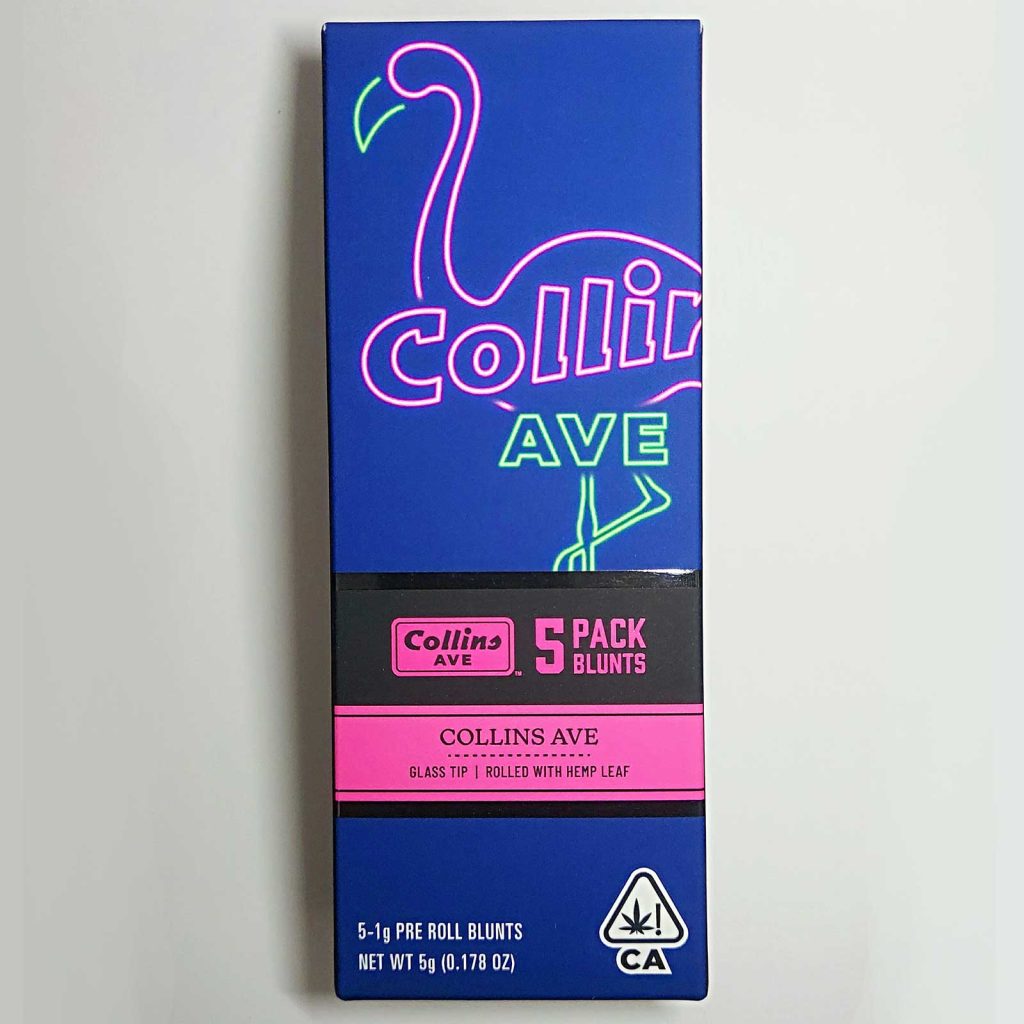 Collin
AVE
Collins
AVE
™
5 PACK
BLUNTS
COLLINS AVE
GLASS TIP | ROLLED WITH HEMP LEAF
5-1g PRE ROLL BLUNTS
NET WT 5g (0.178 OZ)
!
CA